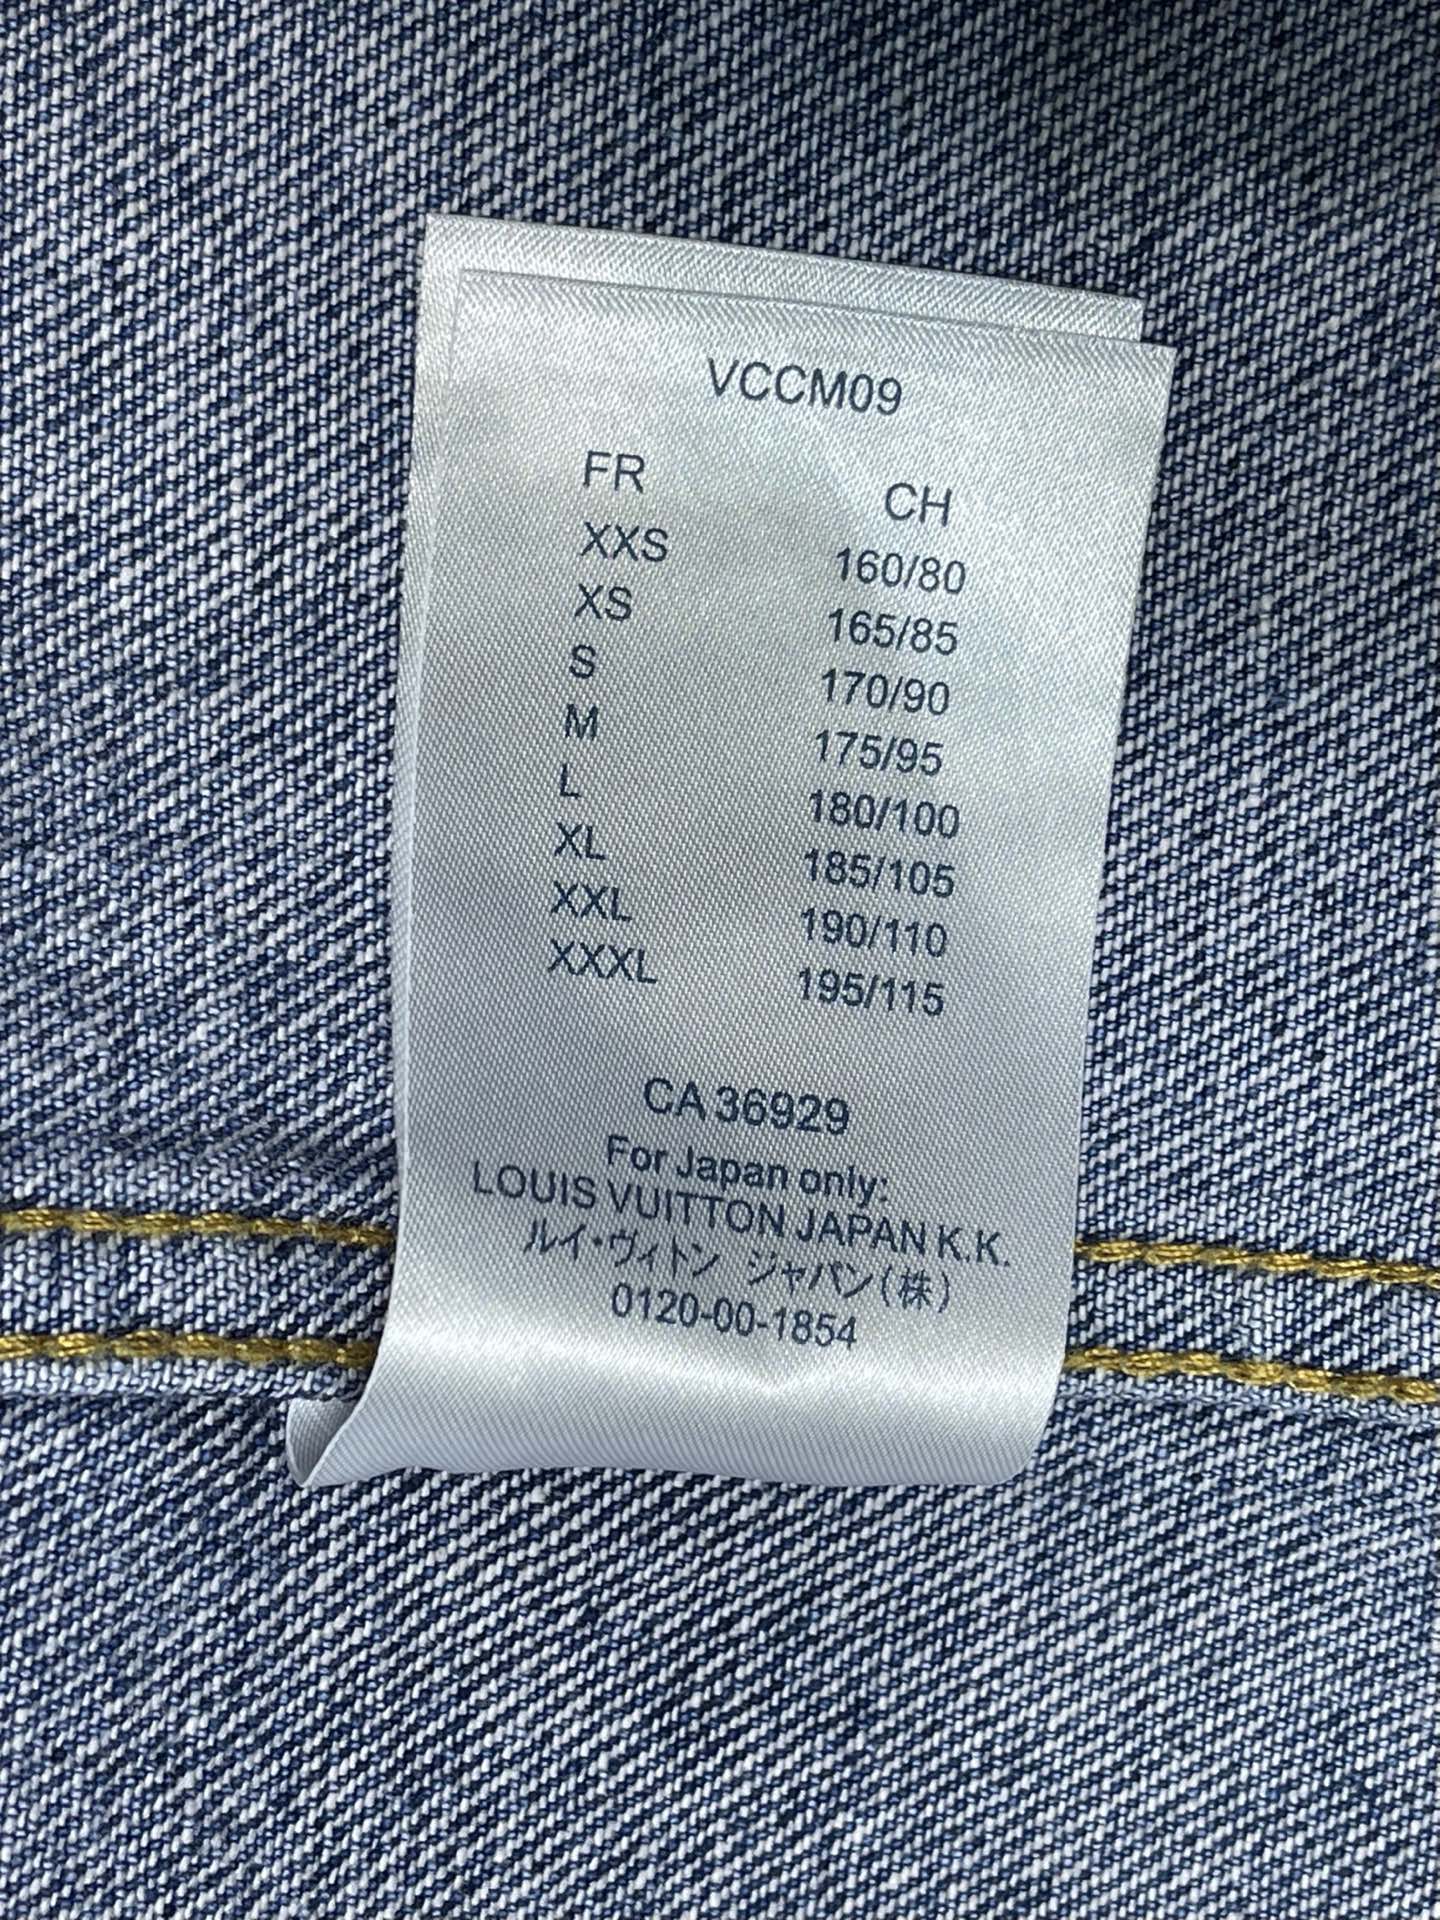 VCCM09
FR CH
XXS 160/80
XS 165/85
S 170/90
M 175/95
L 180/100
XL 185/105
XXL 190/110
XXXL 195/115
CA 36929
For Japan only:
LOUIS VUITTON JAPAN K.K.
ルイ・ヴィトン ジャパン(株)
0120-00-1854